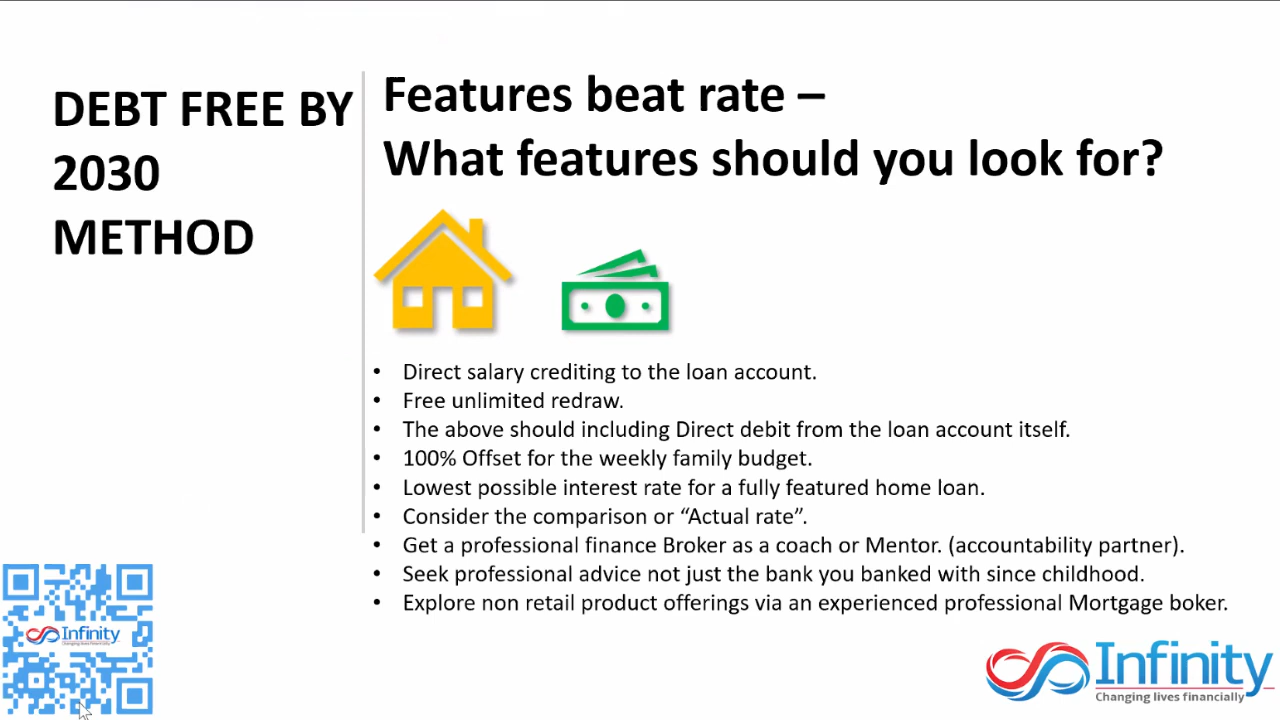 DEBT FREE BY
2030
METHOD
Features beat rate –
What features should you look for?
• Direct salary crediting to the loan account.
• Free unlimited redraw.
• The above should including Direct debit from the loan account itself.
• 100% Offset for the weekly family budget.
• Lowest possible interest rate for a fully featured home loan.
• Consider the comparison or “Actual rate”.
• Get a professional finance Broker as a coach or Mentor. (accountability partner).
• Seek professional advice not just the bank you banked with since childhood.
• Explore non retail product offerings via an experienced professional Mortgage boker.
Infinity
Changing lives financially
Infinity
Changing lives financially